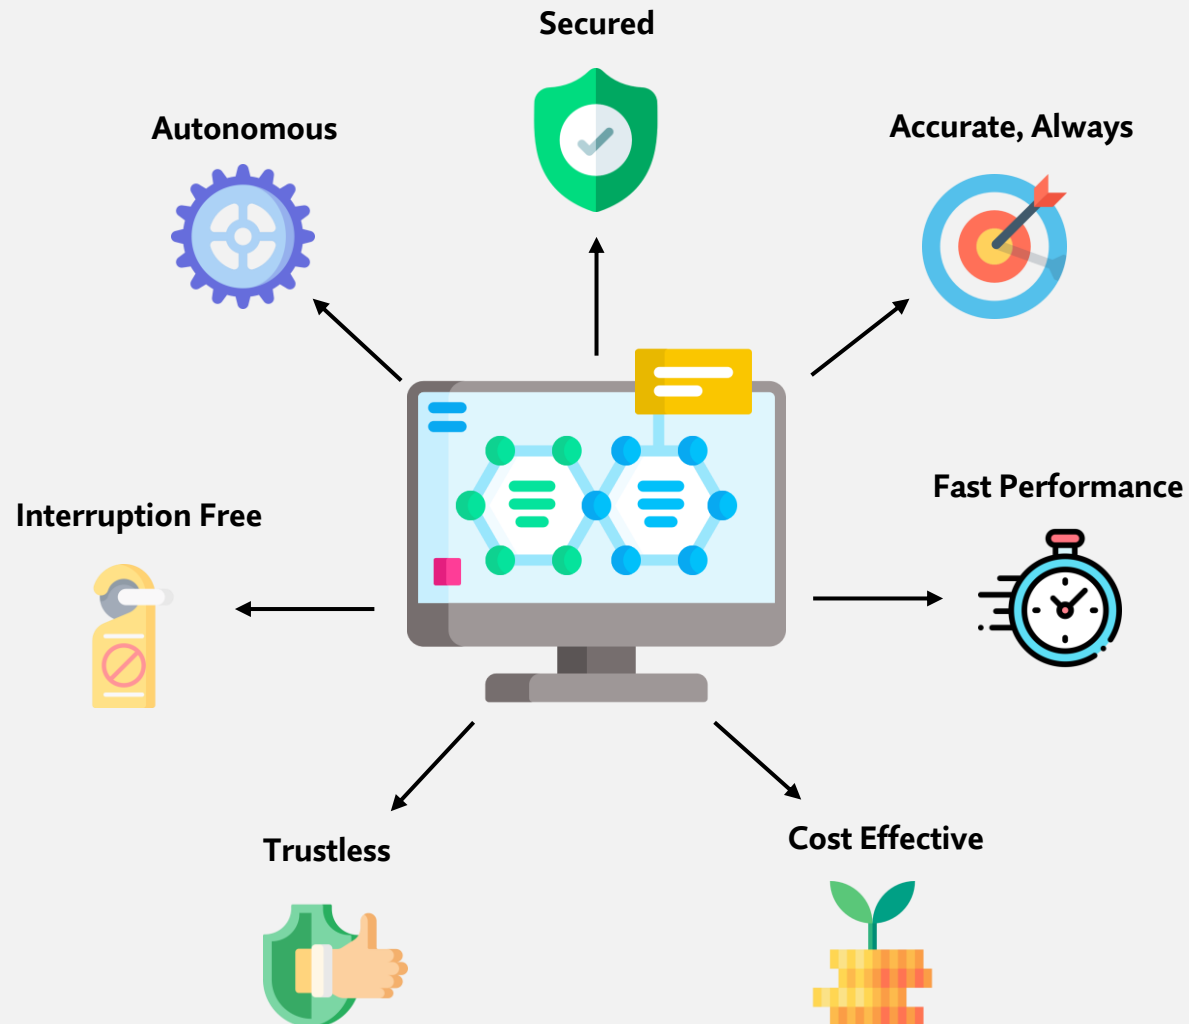 Secured
Autonomous
Accurate, Always
Fast Performance
Interruption Free
Cost Effective
Trustless